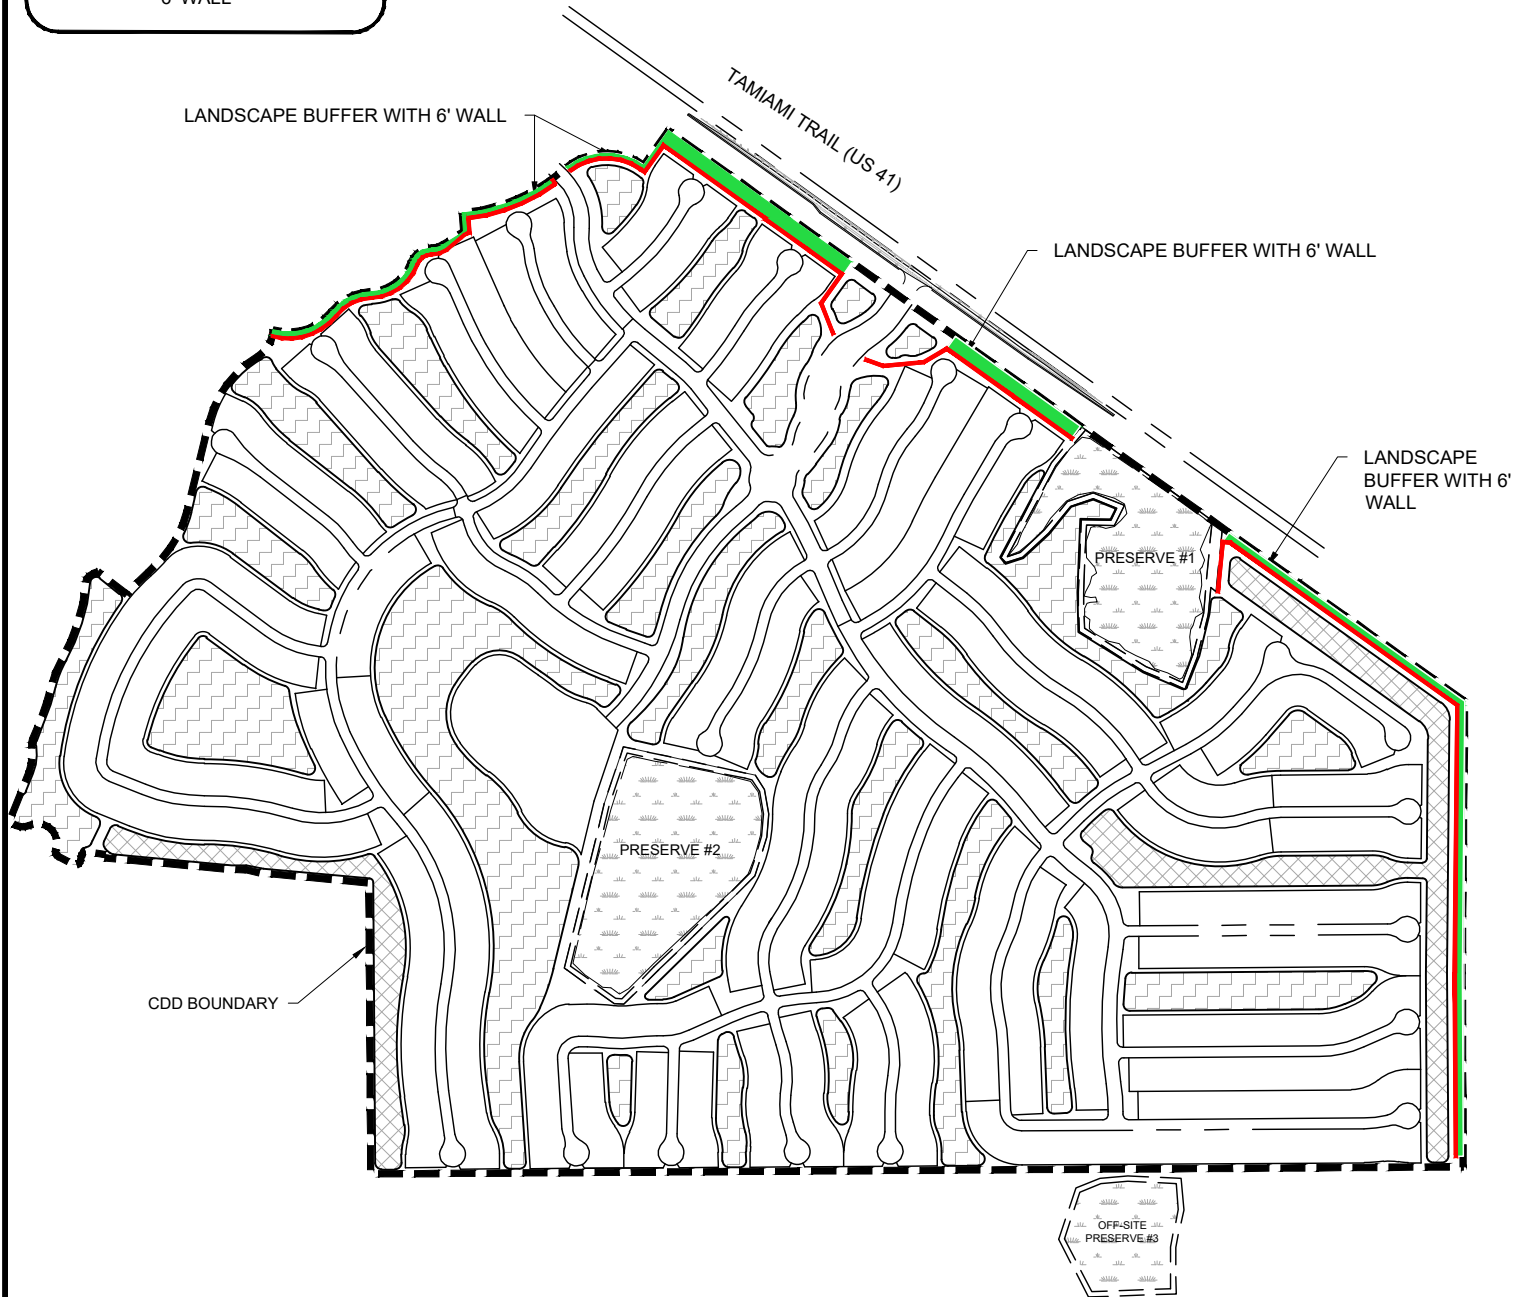 6' WALL
TAMIAMI TRAIL (US 41)
LANDSCAPE BUFFER WITH 6' WALL
LANDSCAPE BUFFER WITH 6' WALL
LANDSCAPE
BUFFER WITH 6'
WALL
PRESERVE #1
PRESERVE #2
CDD BOUNDARY
OFF-SITE
PRESERVE #3